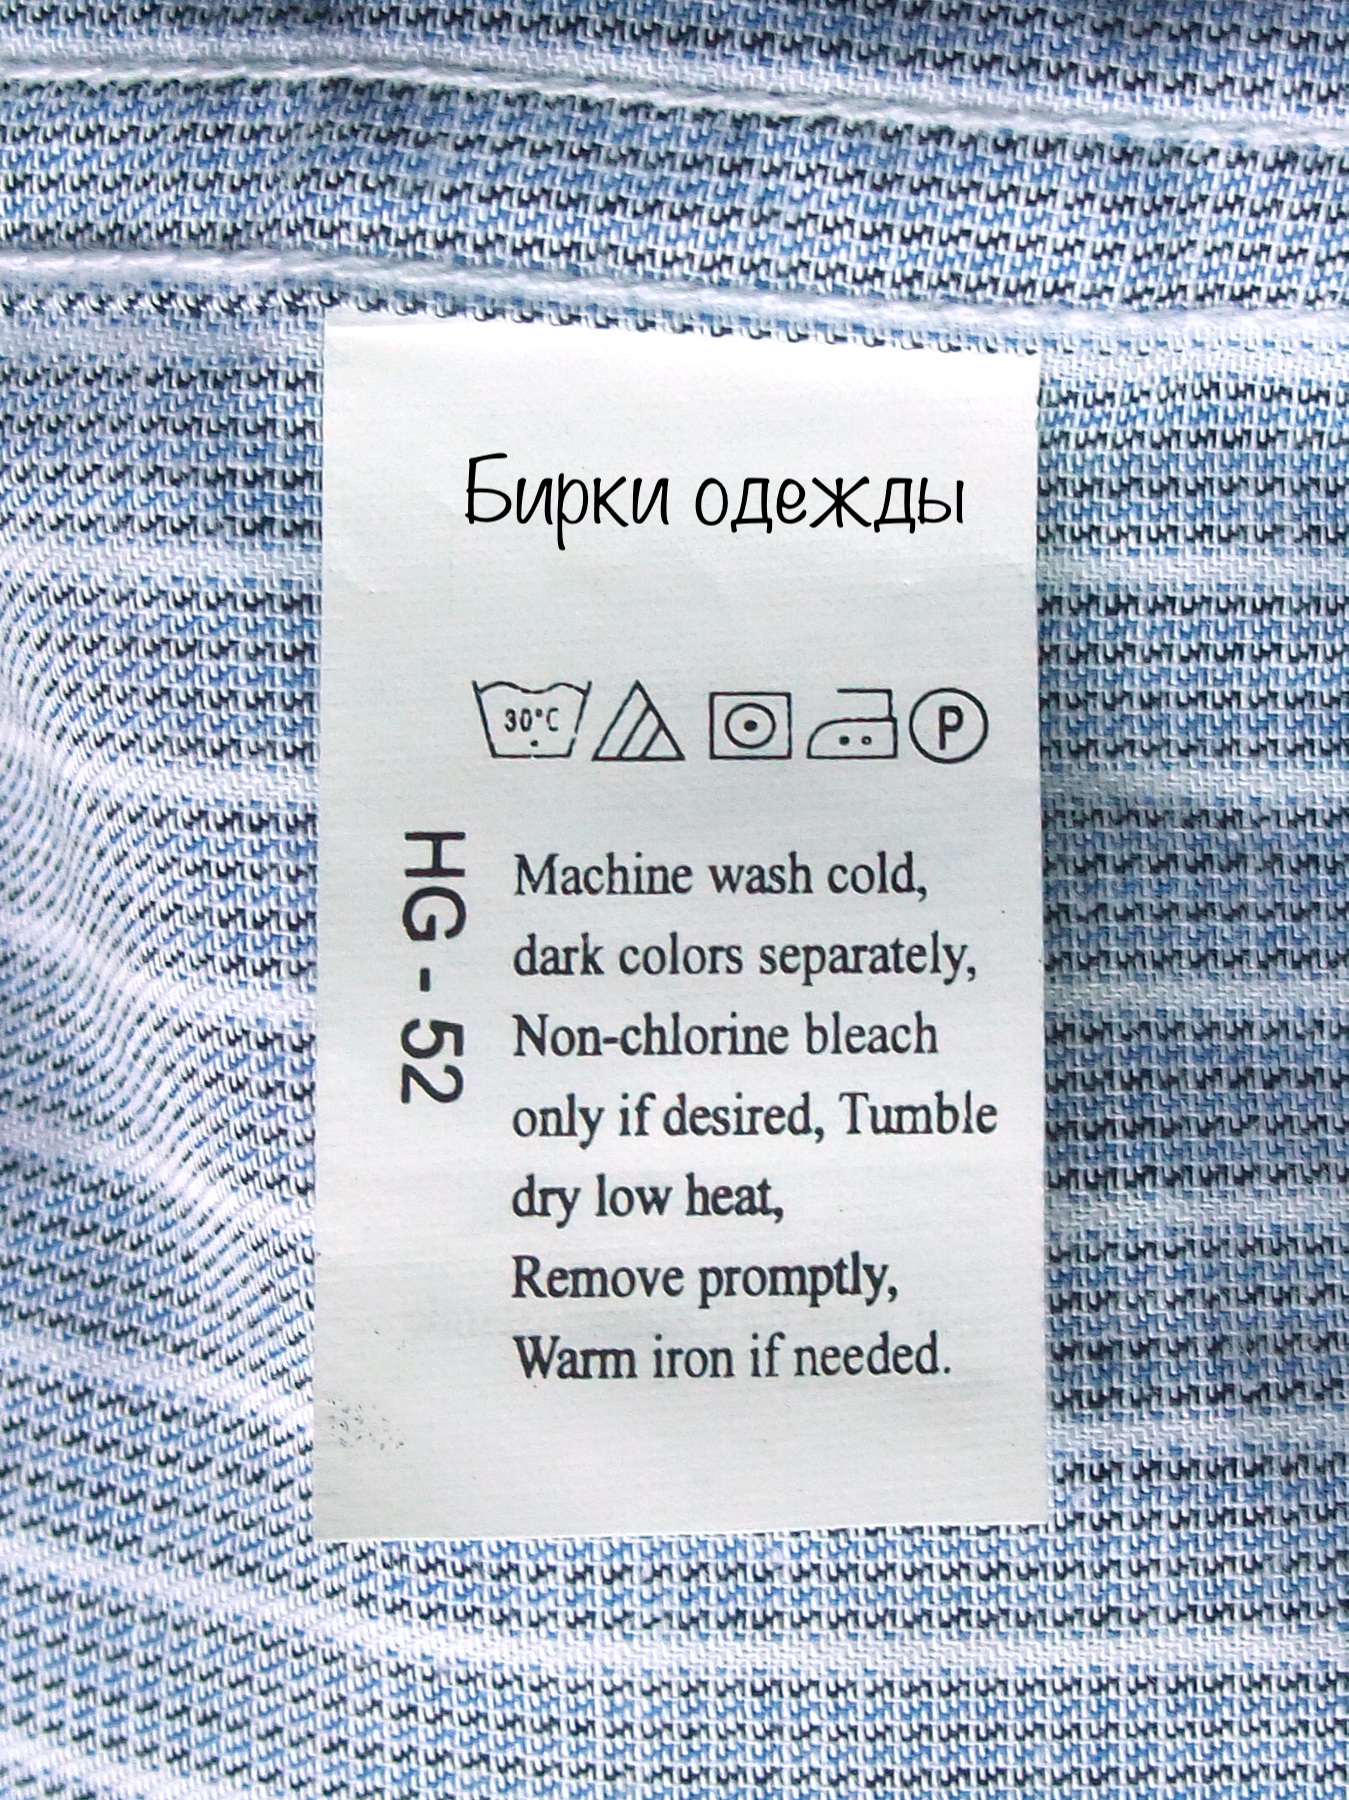 Бирки одежды
30°C
P
HG - 52
Machine wash cold,
dark colors separately,
Non-chlorine bleach
only if desired, Tumble
dry low heat,
Remove promptly,
Warm iron if needed.